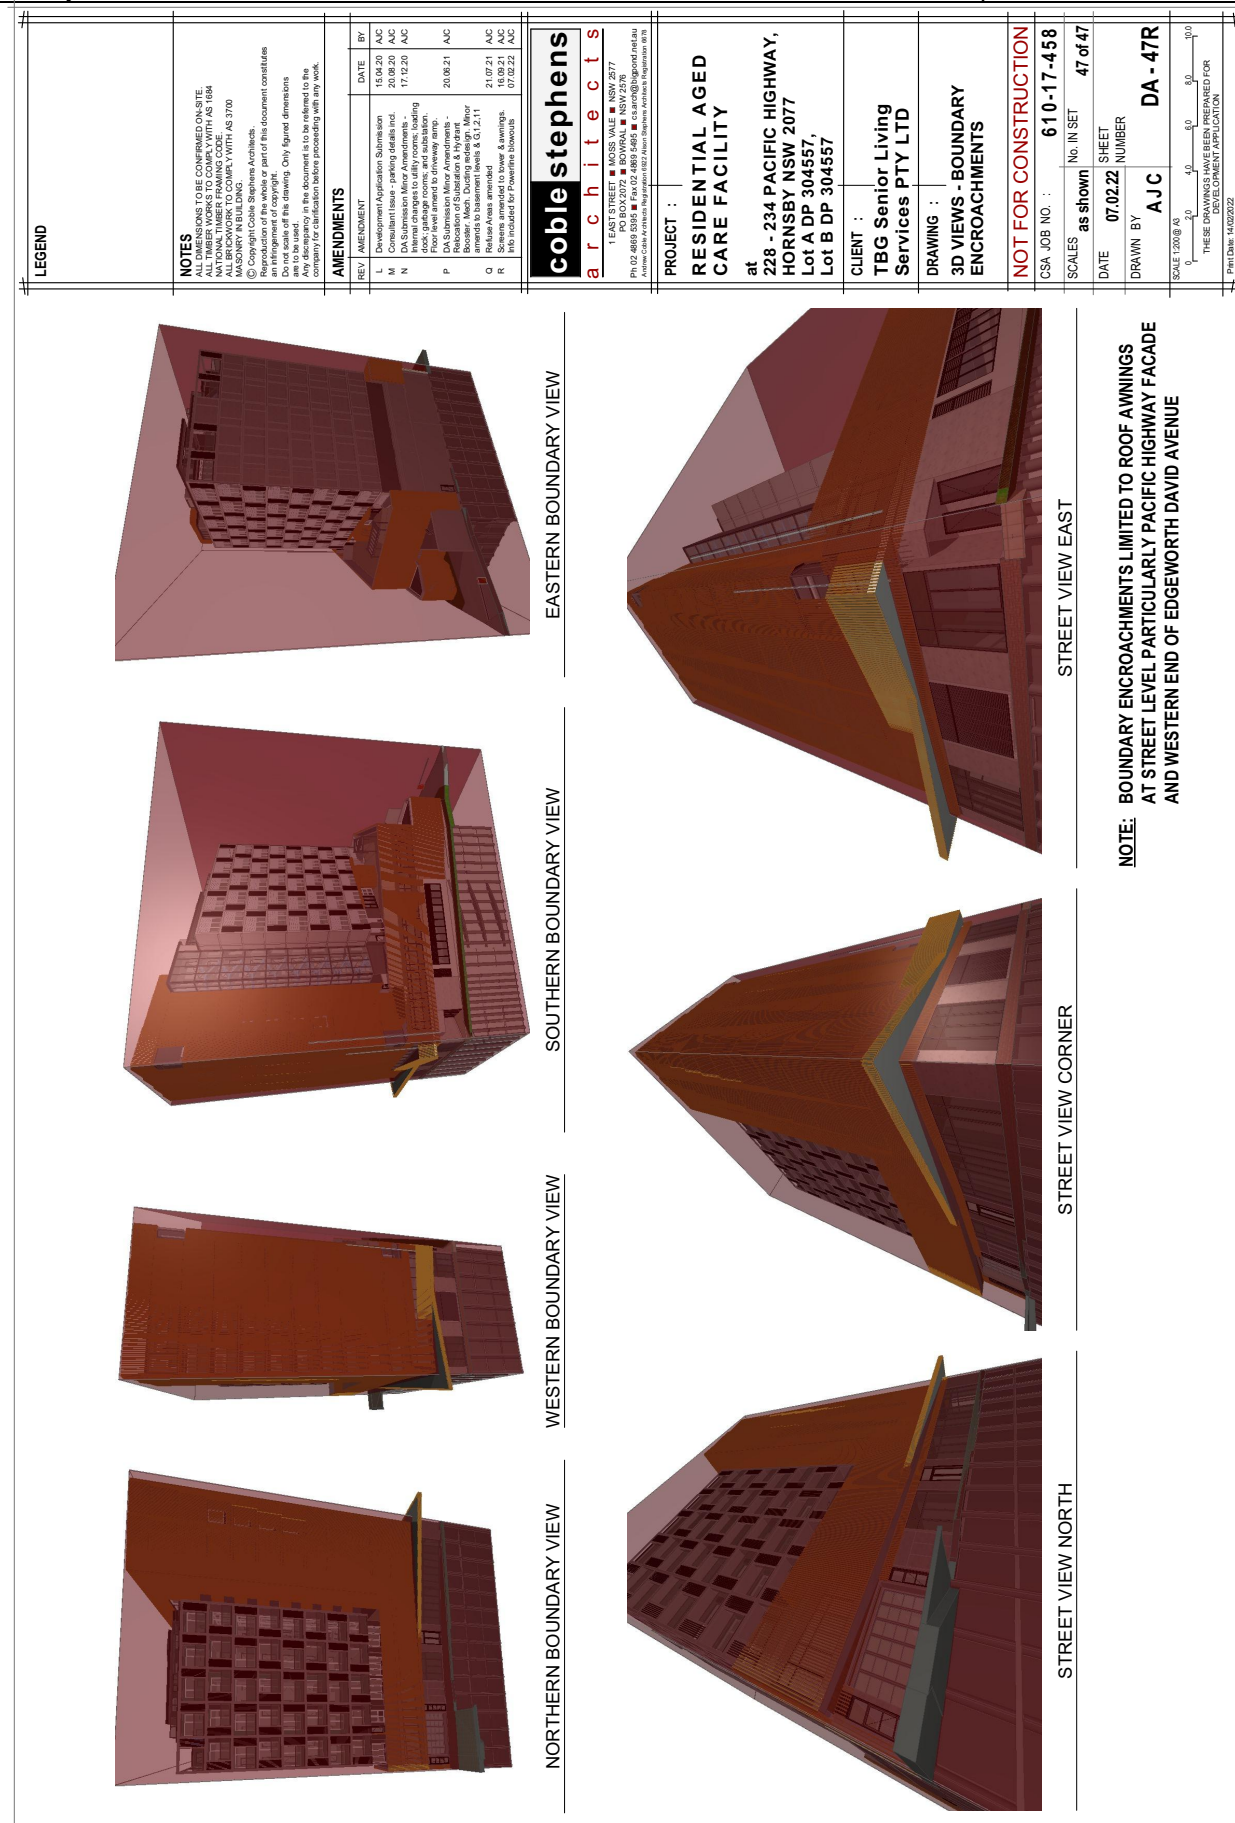 LEGEND
NOTES
ALL DIMENSIONS TO BE CONFIRMED ON-SITE.
ALL TIMBER WORKS TO COMPLY WITH AS 1684
NATIONAL TIMBER FRAMING CODE.
ALL BRICKWORK TO COMPLY WITH AS 3700
MASONRY IN BUILDING.
© Copyright Coble Stephens Architects.
Reproduction of the whole or part of this document constitutes
an infringement of copyright.
Do not scale off this drawing. Only figured dimensions
are to be used.
Any discrepancy in the document is to be referred to the
company for clarification before proceeding with any work.
AMENDMENTS
REV AMENDMENT DATE BY
L Development Application Submission 15.04.20 AJC
M Consultant Issue - parking details incl. 20.08.20 AJC
N DA Submission Minor Amendments - 17.12.20 AJC
Internal changes to utility rooms; loading
dock; garbage rooms; and substation.
Floor level amend to driveway ramp.
P DA Submission Minor Amendments - 20.06.21 AJC
Relocation of Substation & Hydrant
Booster. Mech. Ducting redesign. Minor
amends to basement levels & G,1,2,11
Q Refuse Areas amended 21.07.21 AJC
R Screens amended to tower & awnings. 16.09.21 AJC
Info included for Powerline blowouts 07.02.22 AJC
coble stephens
architects
1 EAST STREET ■ MOSS VALE ■ NSW 2577
PO BOX 2072 ■ BOWRAL ■ NSW 2576
Ph 02 4869 5395 ■ Fax 02 4869 5495 ■ cs.arch@bigpond.net.au
PROJECT :
RESIDENTIAL AGED
CARE FACILITY
at
228 - 234 PACIFIC HIGHWAY,
HORNSBY NSW 2077
Lot A DP 304557,
Lot B DP 304557
CLIENT :
TBG Senior Living
Services PTY LTD
DRAWING :
3D VIEWS - BOUNDARY
ENCROACHMENTS
NOT FOR CONSTRUCTION
CSA JOB NO. : 610-17-458
SCALES as shown No. IN SET 47 of 47
DATE 07.02.22 SHEET
NUMBER
DRAWN BY AJC DA - 47R
SCALE 1:200 @ A3
0 2.0 4.0 6.0 8.0 10.0
THESE DRAWINGS HAVE BEEN PREPARED FOR
DEVELOPMENT APPLICATION
Print Date: 14/02/2022
NORTHERN BOUNDARY VIEW
WESTERN BOUNDARY VIEW
SOUTHERN BOUNDARY VIEW
EASTERN BOUNDARY VIEW
STREET VIEW NORTH
STREET VIEW CORNER
STREET VIEW EAST
NOTE: BOUNDARY ENCROACHMENTS LIMITED TO ROOF AWNINGS
AT STREET LEVEL PARTICULARLY PACIFIC HIGHWAY FACADE
AND WESTERN END OF EDGEWORTH DAVID AVENUE